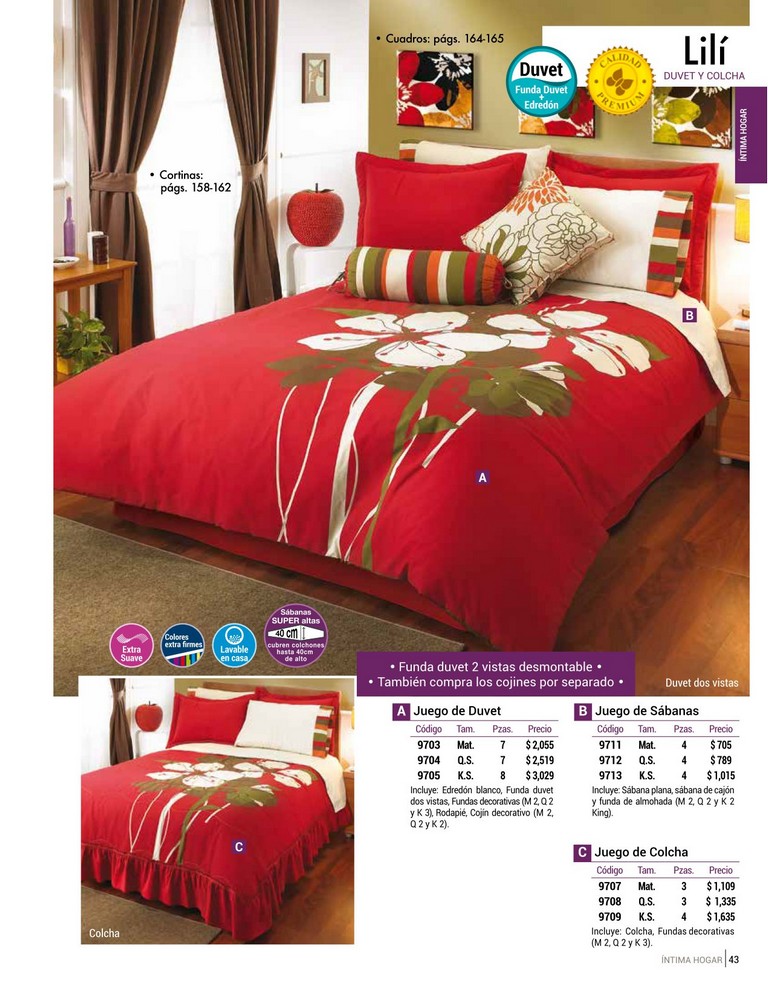 • Cuadros: págs. 164-165
Lilí
DUVET Y COLCHA
Duvet
Funda Duvet
+
Edredón
CALIDAD
PREMIUM
ÍNTIMA HOGAR
• Cortinas:
págs. 158-162
B
A
Extra
Suave
Colores
extra firmes
Lavable
en casa
Sábanas
SUPER altas
40 cm
cubren colchones
hasta 40cm
de alto
• Funda duvet 2 vistas desmontable •
• También compra los cojines por separado •
Duvet dos vistas
C
Colcha
A Juego de Duvet
Código Tam. Pzas. Precio
9703 Mat. 7 $ 2,055
9704 Q.S. 7 $ 2,519
9705 K.S. 8 $ 3,029
Incluye: Edredón blanco, Funda duvet
dos vistas, Fundas decorativas (M 2, Q 2
y K 3), Rodapié, Cojín decorativo (M 2,
Q 2 y K 2).
B Juego de Sábanas
Código Tam. Pzas. Precio
9711 Mat. 4 $ 705
9712 Q.S. 4 $ 789
9713 K.S. 4 $ 1,015
Incluye: Sábana plana, sábana de cajón
y funda de almohada (M 2, Q 2 y K 2
King).
C Juego de Colcha
Código Tam. Pzas. Precio
9707 Mat. 3 $ 1,109
9708 Q.S. 3 $ 1,335
9709 K.S. 4 $ 1,635
Incluye: Colcha, Fundas decorativas
(M 2, Q 2 y K 3).
ÍNTIMA HOGAR 43